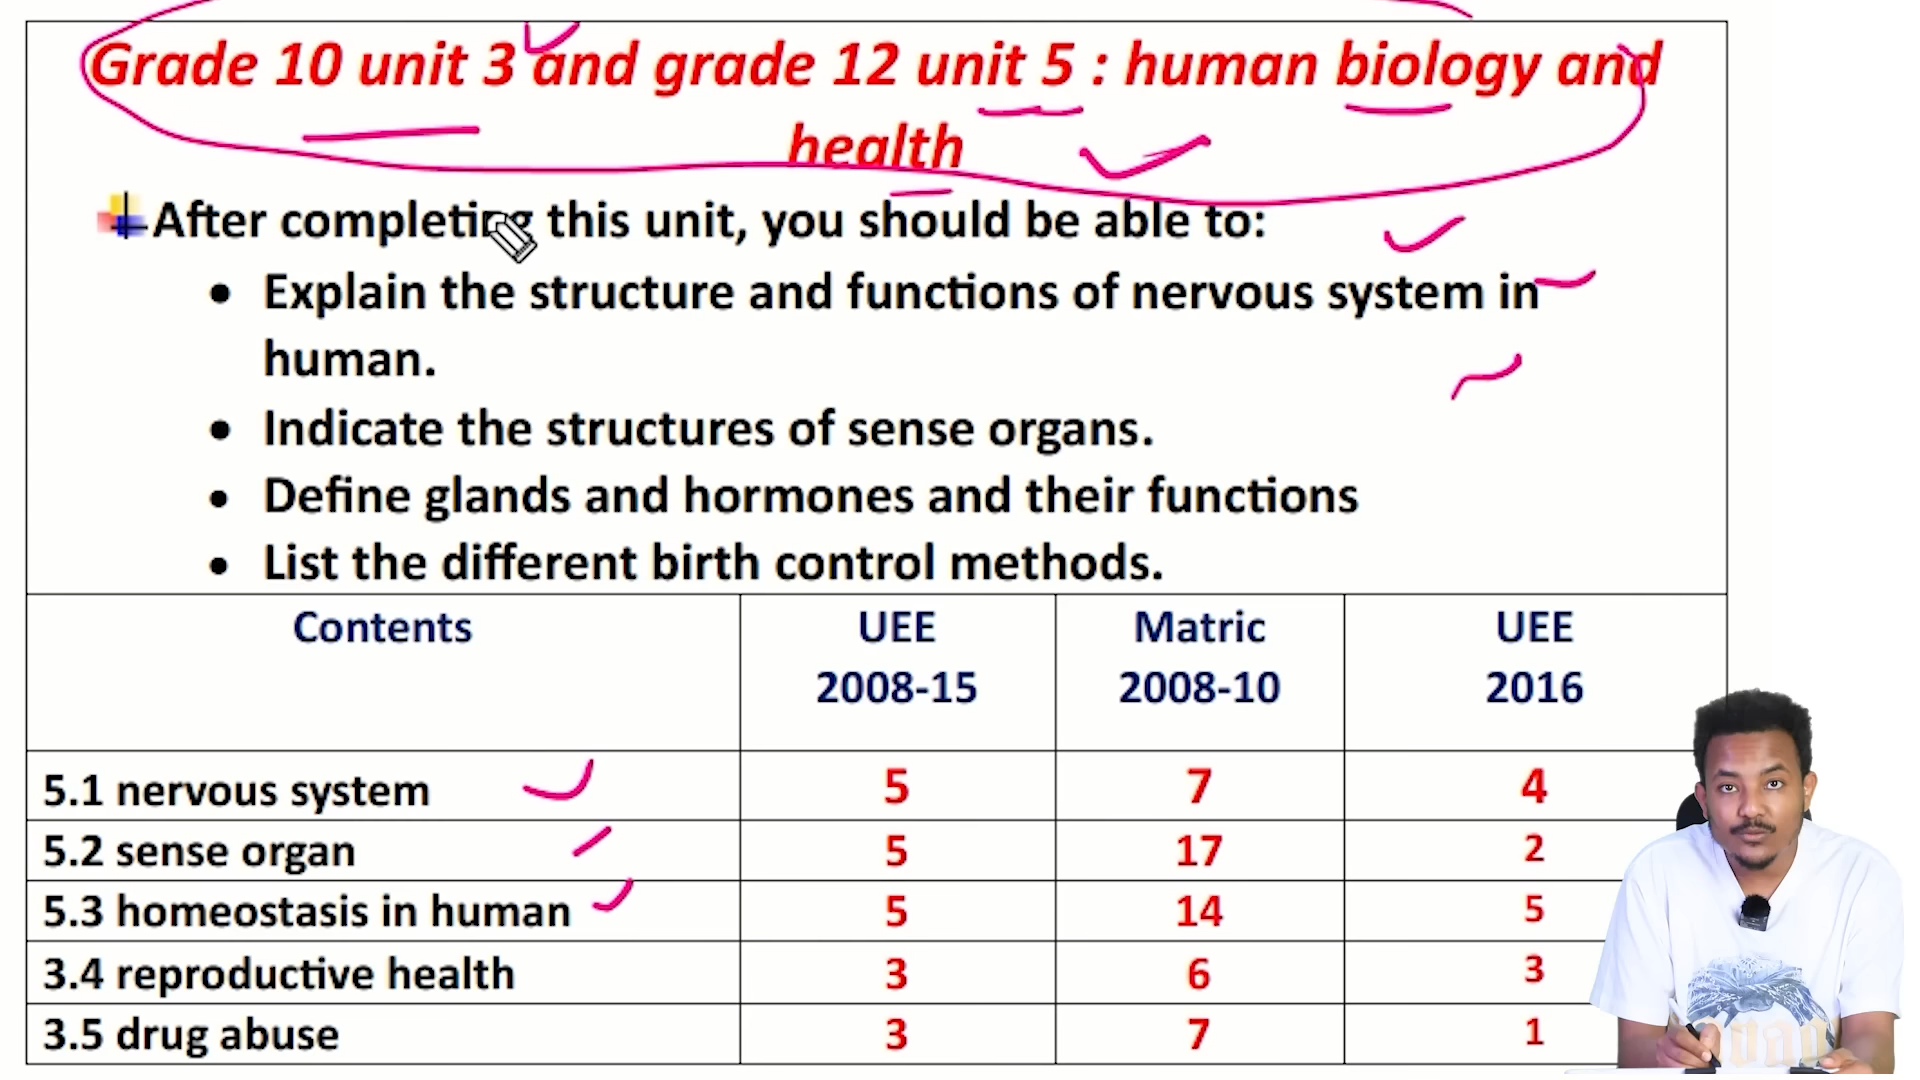 Grade 10 unit 3 and grade 12 unit 5 : human biology and
health
After completing this unit, you should be able to:
• Explain the structure and functions of nervous system in
human.
• Indicate the structures of sense organs.
• Define glands and hormones and their functions
• List the different birth control methods.
Contents UEE 2008-15 Matric 2008-10 UEE 2016
5.1 nervous system 5 7 4
5.2 sense organ 5 17 2
5.3 homeostasis in human 5 14 5
3.4 reproductive health 3 6 3
3.5 drug abuse 3 7 1